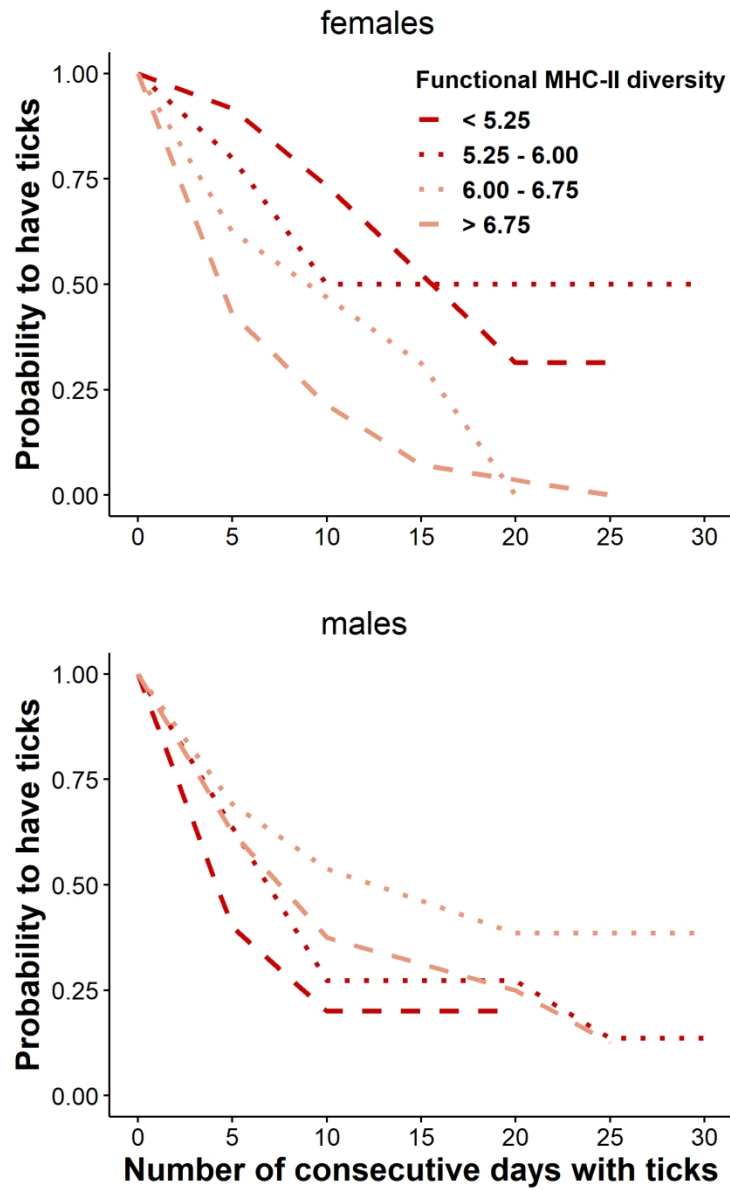 females
Probability to have ticks
1.00
0.75
0.50
0.25
0.00
Functional MHC-II diversity
< 5.25
5.25 - 6.00
6.00 - 6.75
> 6.75
0 5 10 15 20 25 30
males
Probability to have ticks
1.00
0.75
0.50
0.25
0.00
0 5 10 15 20 25 30
Number of consecutive days with ticks